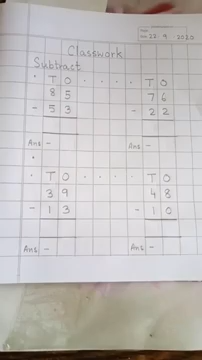 22.9 2020
Classwork
Subtract
T O T O
8 5 7 6
- 5 3 - 2 2
Ans - Ans -
T O T O
3 9 4 8
- 1 3 - 1 0
Ans - Ans -